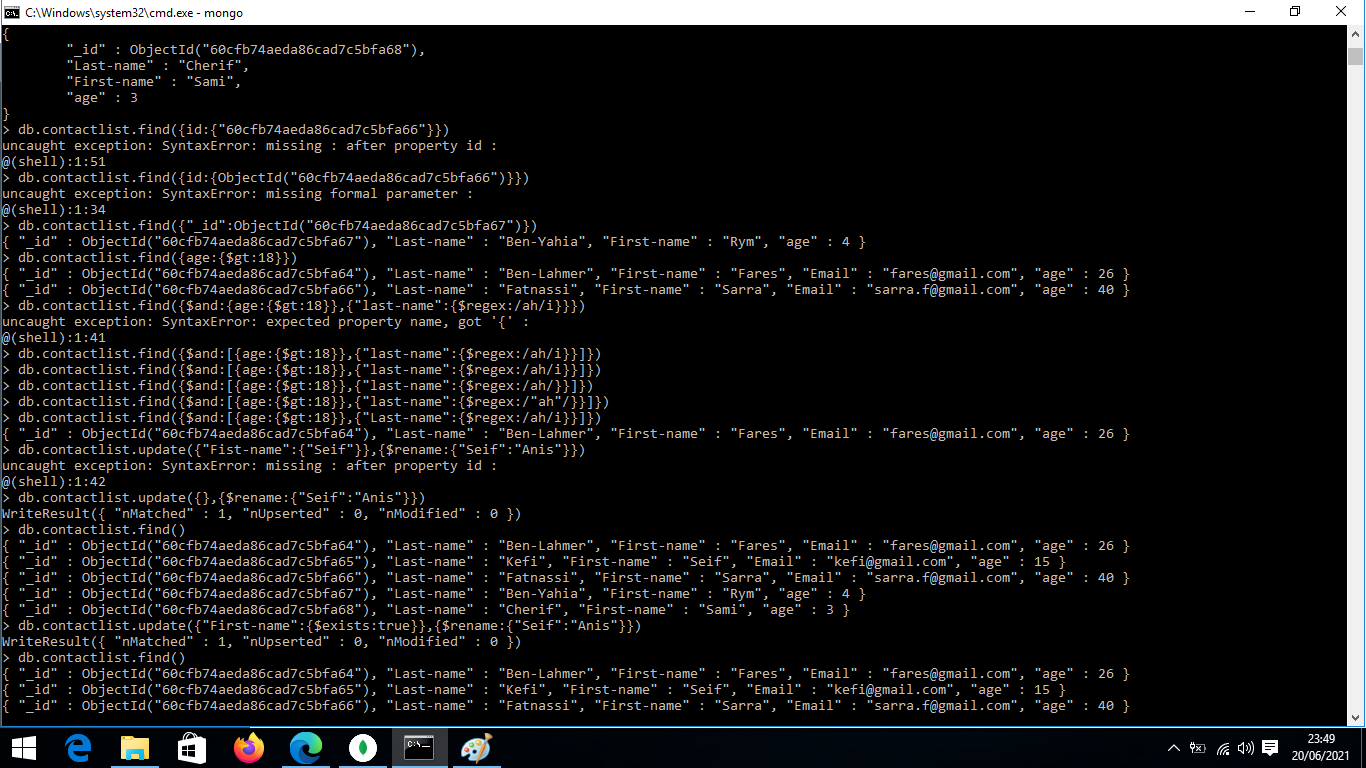 C:\Windows\system32\cmd.exe - mongo
{
"_id" : ObjectId("60cfb74aeda86cad7c5bfa68"),
"Last-name" : "Cherif",
"First-name" : "Sami",
"age" : 3
}
> db.contactlist.find({id:{"60cfb74aeda86cad7c5bfa66"}})
uncaught exception: SyntaxError: missing : after property id :
@(shell):1:51
> db.contactlist.find({id:{ObjectId("60cfb74aeda86cad7c5bfa66")}})
uncaught exception: SyntaxError: missing formal parameter :
@(shell):1:34
> db.contactlist.find({"_id":ObjectId("60cfb74aeda86cad7c5bfa67")})
{ "_id" : ObjectId("60cfb74aeda86cad7c5bfa67"), "Last-name" : "Ben-Yahia", "First-name" : "Rym", "age" : 4 }
> db.contactlist.find({age:{$gt:18}})
{ "_id" : ObjectId("60cfb74aeda86cad7c5bfa64"), "Last-name" : "Ben-Lahmer", "First-name" : "Fares", "Email" : "fares@gmail.com", "age" : 26 }
{ "_id" : ObjectId("60cfb74aeda86cad7c5bfa66"), "Last-name" : "Fatnassi", "First-name" : "Sarra", "Email" : "sarra.f@gmail.com", "age" : 40 }
> db.contactlist.find({$and:{age:{$gt:18}},{"last-name":{$regex:/ah/i}}})
uncaught exception: SyntaxError: expected property name, got '{' :
@(shell):1:41
> db.contactlist.find({$and:[{age:{$gt:18}},{"last-name":{$regex:/ah/i}}]})
> db.contactlist.find({$and:[{age:{$gt:18}},{"last-name":{$regex:/ah/i}}]})
> db.contactlist.find({$and:[{age:{$gt:18}},{"last-name":{$regex:/ah/}}]})
> db.contactlist.find({$and:[{age:{$gt:18}},{"last-name":{$regex:/"ah"/}}]})
> db.contactlist.find({$and:[{age:{$gt:18}},{"Last-name":{$regex:/ah/i}}]})
{ "_id" : ObjectId("60cfb74aeda86cad7c5bfa64"), "Last-name" : "Ben-Lahmer", "First-name" : "Fares", "Email" : "fares@gmail.com", "age" : 26 }
> db.contactlist.update({"Fist-name":{"Seif"}},{$rename:{"Seif":"Anis"}})
uncaught exception: SyntaxError: missing : after property id :
@(shell):1:42
> db.contactlist.update({},{$rename:{"Seif":"Anis"}})
WriteResult({ "nMatched" : 1, "nUpserted" : 0, "nModified" : 0 })
> db.contactlist.find()
{ "_id" : ObjectId("60cfb74aeda86cad7c5bfa64"), "Last-name" : "Ben-Lahmer", "First-name" : "Fares", "Email" : "fares@gmail.com", "age" : 26 }
{ "_id" : ObjectId("60cfb74aeda86cad7c5bfa65"), "Last-name" : "Kefi", "First-name" : "Seif", "Email" : "kefi@gmail.com", "age" : 15 }
{ "_id" : ObjectId("60cfb74aeda86cad7c5bfa66"), "Last-name" : "Fatnassi", "First-name" : "Sarra", "Email" : "sarra.f@gmail.com", "age" : 40 }
{ "_id" : ObjectId("60cfb74aeda86cad7c5bfa67"), "Last-name" : "Ben-Yahia", "First-name" : "Rym", "age" : 4 }
{ "_id" : ObjectId("60cfb74aeda86cad7c5bfa68"), "Last-name" : "Cherif", "First-name" : "Sami", "age" : 3 }
> db.contactlist.update({"First-name":{$exists:true}},{$rename:{"Seif":"Anis"}})
WriteResult({ "nMatched" : 1, "nUpserted" : 0, "nModified" : 0 })
> db.contactlist.find()
{ "_id" : ObjectId("60cfb74aeda86cad7c5bfa64"), "Last-name" : "Ben-Lahmer", "First-name" : "Fares", "Email" : "fares@gmail.com", "age" : 26 }
{ "_id" : ObjectId("60cfb74aeda86cad7c5bfa65"), "Last-name" : "Kefi", "First-name" : "Seif", "Email" : "kefi@gmail.com", "age" : 15 }
{ "_id" : ObjectId("60cfb74aeda86cad7c5bfa66"), "Last-name" : "Fatnassi", "First-name" : "Sarra", "Email" : "sarra.f@gmail.com", "age" : 40 }
23:49
20/06/2021